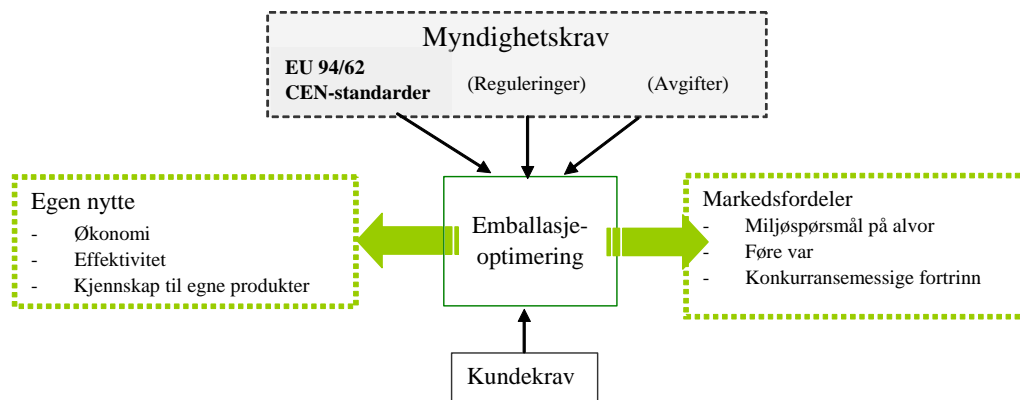 Myndighetskrav
EU 94/62
CEN-standarder
(Reguleringer)
(Avgifter)
Egen nytte
- Økonomi
- Effektivitet
- Kjennskap til egne produkter
Emballasje-
optimering
Markedsfordeler
- Miljøspørsmål på alvor
- Føre var
- Konkurransemessige fortrinn
Kundekrav